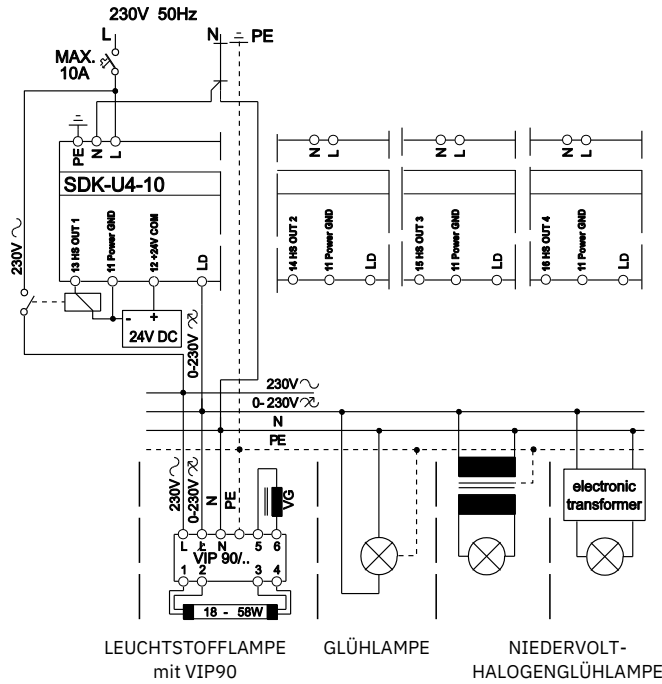 230V 50Hz
L N PE
MAX.
10A
PE N L
N L N L N L
SDK-U4-10
230V
13 HS OUT 1 11 Power GND 12 +24V COM LD
14 HS OUT 2 11 Power GND LD
15 HS OUT 3 11 Power GND LD
16 HS OUT 4 11 Power GND LD
- +
24V DC
0-230V
230V
0-230V
N
PE
230V 0-230V N PE VG
L L N 5 6
VIP 90/..
1 2 3 4
18 - 58W
electronic
transformer
LEUCHTSTOFFLAMPE
mit VIP90
GLÜHLAMPE
NIEDERVOLT-
HALOGENGLÜHLAMPE